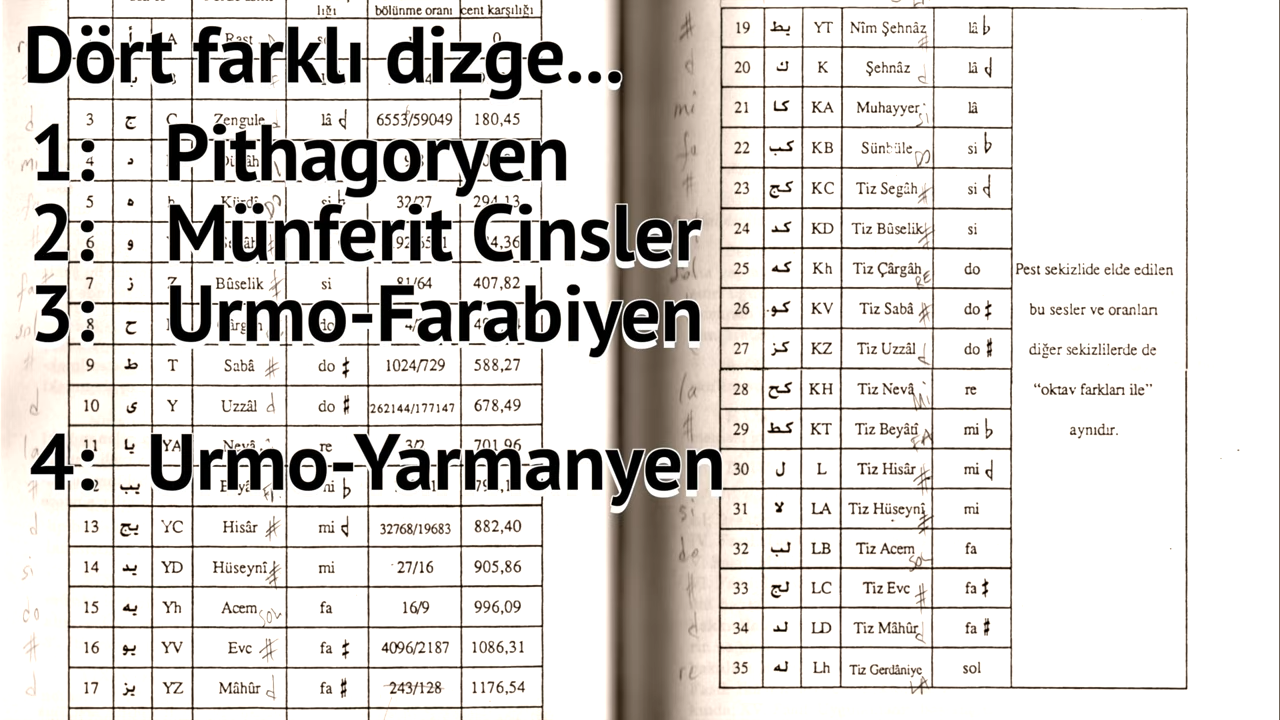 bölünme oranı cent karşılığı
lığı
Dört farklı dizge...
1: Pithagoryen
2: Münferit Cinsler
3: Urmo-Farabiyen
4: Urmo-Yarmanyen
3 ج Zengule lâ 6553/59049 180,45
5 ه 32/27 294,13
6 و
7 ز Z Bûselik si 81/64 407,82
9 ط T Sabâ do 1024/729 588,27
10 ى Y Uzzâl do 262144/177147 678,49
11 يا YA Nevâ re 3/2 701,96
13 يج YC Hisâr mi 32768/19683 882,40
14 يد YD Hüseynî mi 27/16 905,86
15 يه Yh Acem fa 16/9 996,09
16 يو YV Evc fa 4096/2187 1086,31
17 يز YZ Mâhûr fa 243/128 1176,54
19 يط YT Nîm Şehnâz lâ ♭
20 ك K Şehnâz lâ d
21 كا KA Muhayyer lâ
22 كب KB Sünbüle si ♭
23 كج KC Tiz Segâh si d
24 كد KD Tiz Bûselik si
25 كه Kh Tiz Çârgâh do
26 كو KV Tiz Sabâ do ‡
27 كز KZ Tiz Uzzâl do #
28 كح KH Tiz Nevâ re
29 كط KT Tiz Beyâtî mi ♭
30 ل L Tiz Hisâr mi d
31 لا LA Tiz Hüseynî mi
32 لب LB Tiz Acem fa
33 لج LC Tiz Evc fa ‡
34 لد LD Tiz Mâhûr fa #
35 له Lh Tiz Gerdâniye sol
Pest sekizlide elde edilen
bu sesler ve oranları
diğer sekizlilerde de
“oktav farkları ile”
aynıdır.